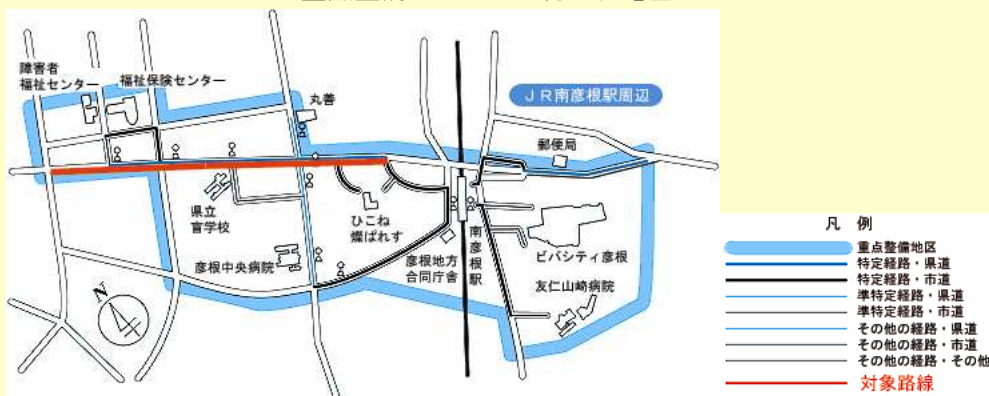 障害者
福祉センター
福祉保険センター
丸善
JR南彦根駅周辺
郵便局
県立
盲学校
ひこね
燦ぱれす
彦根中央病院
彦根地方
合同庁舎
南彦根駅
ビバシティ彦根
友仁山崎病院
N
凡 例
重点整備地区
特定経路・県道
特定経路・市道
準特定経路・県道
準特定経路・市道
その他の経路・県道
その他の経路・市道
その他の経路・その他
対象路線